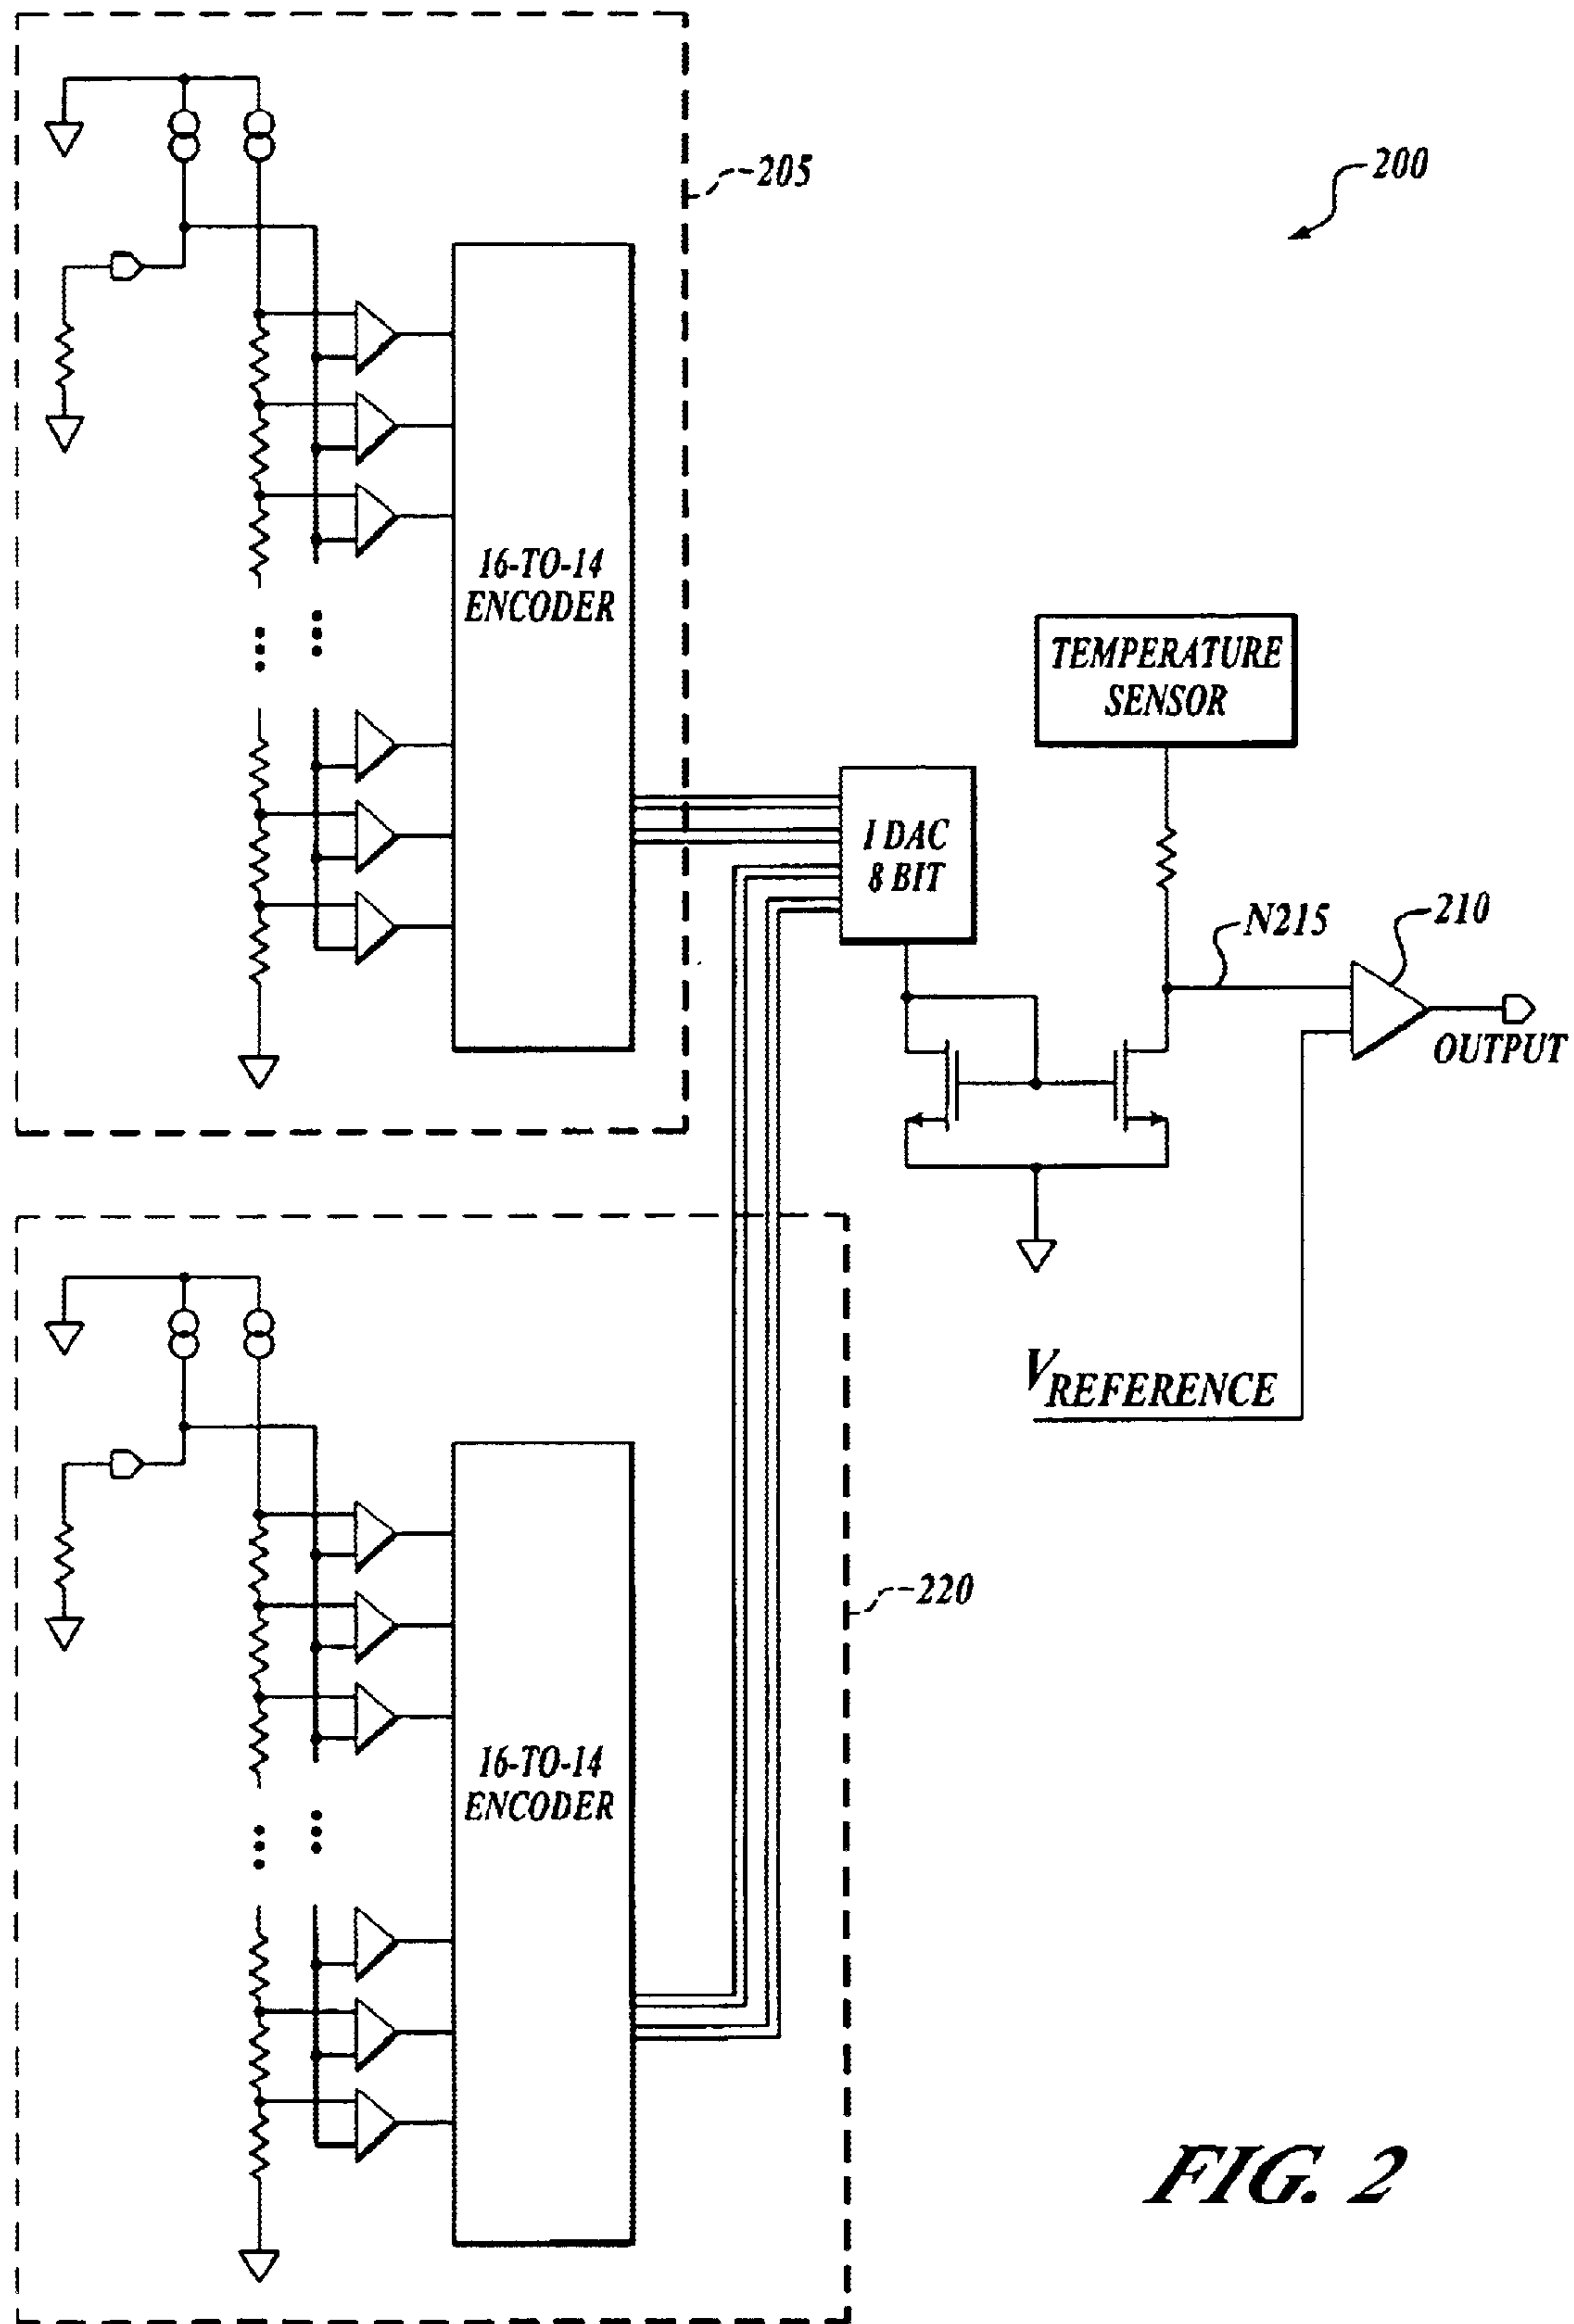 205
200
16-TO-14
ENCODER
TEMPERATURE
SENSOR
I DAC
8 BIT
N215
210
OUTPUT
VREFERENCE
220
16-TO-14
ENCODER
FIG. 2